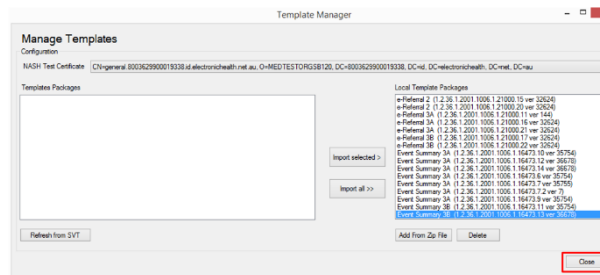 Template Manager
Manage Templates
Configuration
NASH Test Certificate CN=general.8003629900019338.id.electronichealth.net.au, O=MEDTESTORGSB120, DC=8003629900019338, DC=id, DC=electronichealth, DC=net, DC=au
Templates Packages
Local Template Packages
e-Referral 2 (1.2.36.1.2001.1006.1.21000.15 ver 32624)
e-Referral 2 (1.2.36.1.2001.1006.1.21000.20 ver 32624)
e-Referral 3A (1.2.36.1.2001.1006.1.21000.11 ver 144)
e-Referral 3A (1.2.36.1.2001.1006.1.21000.16 ver 32624)
e-Referral 3A (1.2.36.1.2001.1006.1.21000.21 ver 32624)
e-Referral 3B (1.2.36.1.2001.1006.1.21000.17 ver 32624)
e-Referral 3B (1.2.36.1.2001.1006.1.21000.22 ver 32624)
Event Summary 3A (1.2.36.1.2001.1006.1.16473.10 ver 35754)
Event Summary 3A (1.2.36.1.2001.1006.1.16473.12 ver 36678)
Event Summary 3A (1.2.36.1.2001.1006.1.16473.14 ver 36678)
Event Summary 3A (1.2.36.1.2001.1006.1.16473.6 ver 35754)
Event Summary 3A (1.2.36.1.2001.1006.1.16473.7 ver 35755)
Event Summary 3A (1.2.36.1.2001.1006.1.16473.7.2 ver 7)
Event Summary 3A (1.2.36.1.2001.1006.1.16473.9 ver 35754)
Event Summary 3B (1.2.36.1.2001.1006.1.16473.11 ver 35754)
Event Summary 3B (1.2.36.1.2001.1006.1.16473.13 ver 36678)
Import selected >
Import all >>
Refresh from SVT
Add From Zip File
Delete
Close